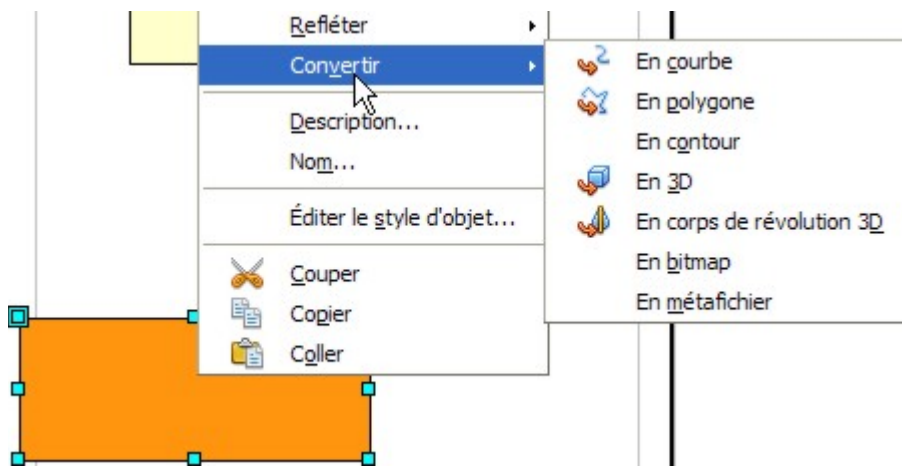 Refléter
Convertir
Description...
Nom...
Éditer le style d'objet...
Couper
Copier
Coller
En courbe
En polygone
En contour
En 3D
En corps de révolution 3D
En bitmap
En métafichier